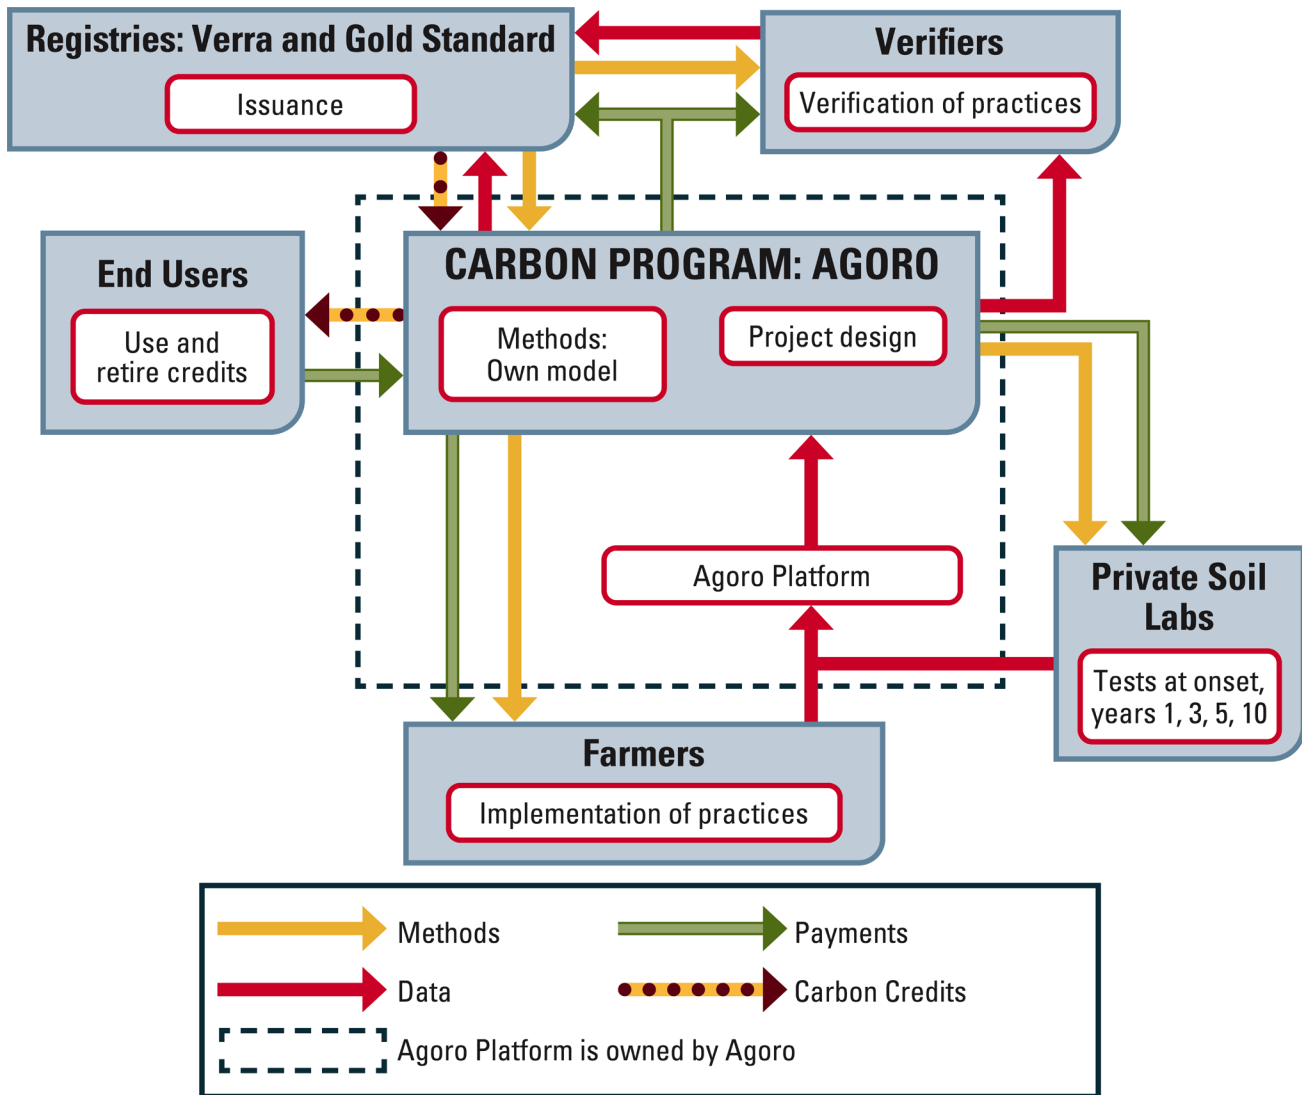 Registries: Verra and Gold Standard
Issuance
Verifiers
Verification of practices
End Users
Use and
retire credits
CARBON PROGRAM: AGORO
Methods:
Own model
Project design
Agoro Platform
Private Soil
Labs
Tests at onset,
years 1, 3, 5, 10
Farmers
Implementation of practices
Methods
Payments
Data
Carbon Credits
Agoro Platform is owned by Agoro